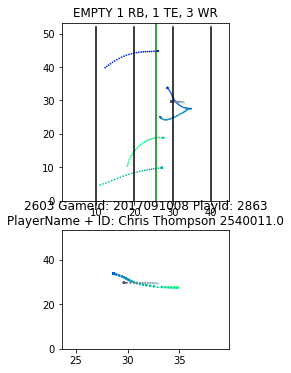 EMPTY 1 RB, 1 TE, 3 WR
50
40
30
20
10
0
10 20 30 40
2603 GameId: 2017091008 PlayId: 2863
PlayerName + ID: Chris Thompson 2540011.0
40
20
0
25 30 35